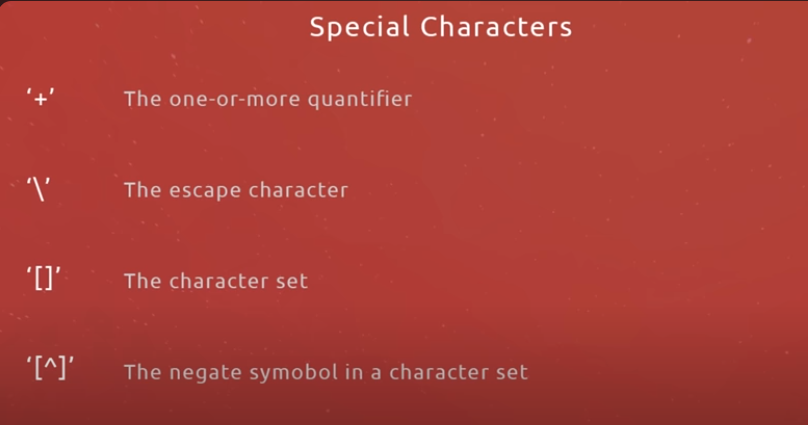 Special Characters
‘+’ The one-or-more quantifier
‘\’ The escape character
‘[]’ The character set
‘[^]’ The negate symobol in a character set